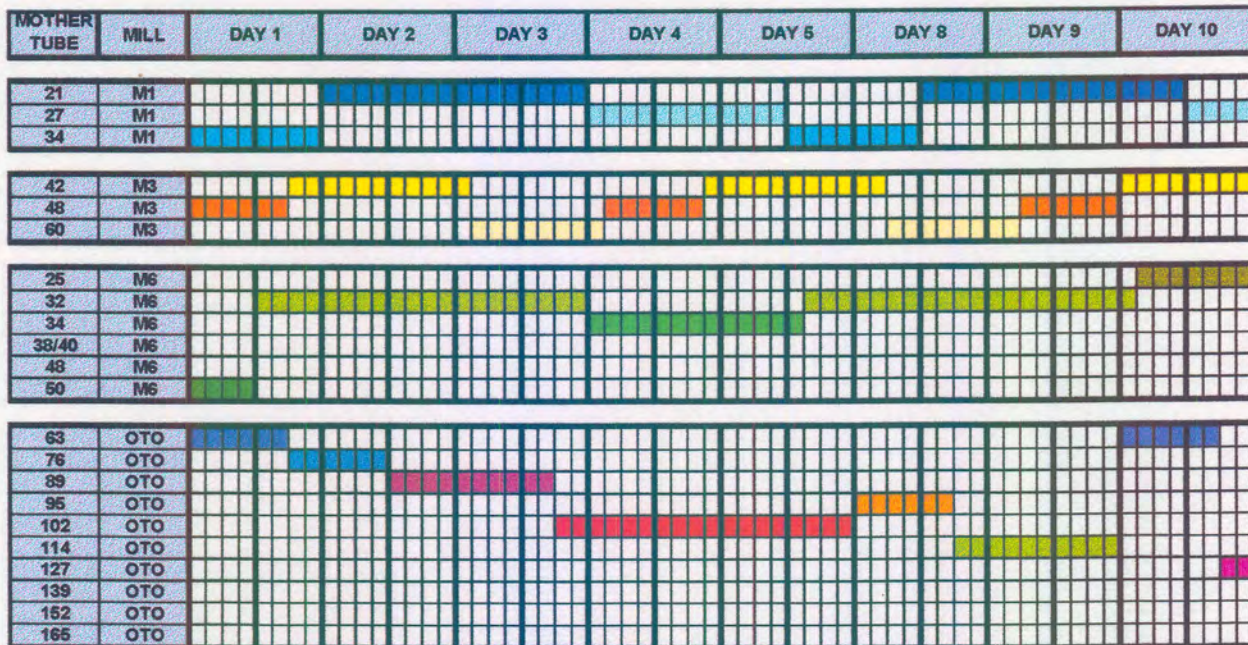 MOTHER TUBE MILL DAY 1 DAY 2 DAY 3 DAY 4 DAY 5 DAY 8 DAY 9 DAY 10
21 M1
27 M1
34 M1
42 M3
48 M3
60 M3
25 M6
32 M6
34 M6
38/40 M6
48 M6
50 M6
63 OTO
76 OTO
89 OTO
95 OTO
102 OTO
114 OTO
127 OTO
139 OTO
152 OTO
165 OTO